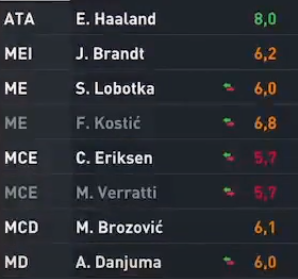 ATA E. Haaland 8,0
MEI J. Brandt 6,2
ME S. Lobotka 6,0
ME F. Kostić 6,8
MCE C. Eriksen 5,7
MCE M. Verratti 5,7
MCD M. Brozović 6,1
MD A. Danjuma 6,0